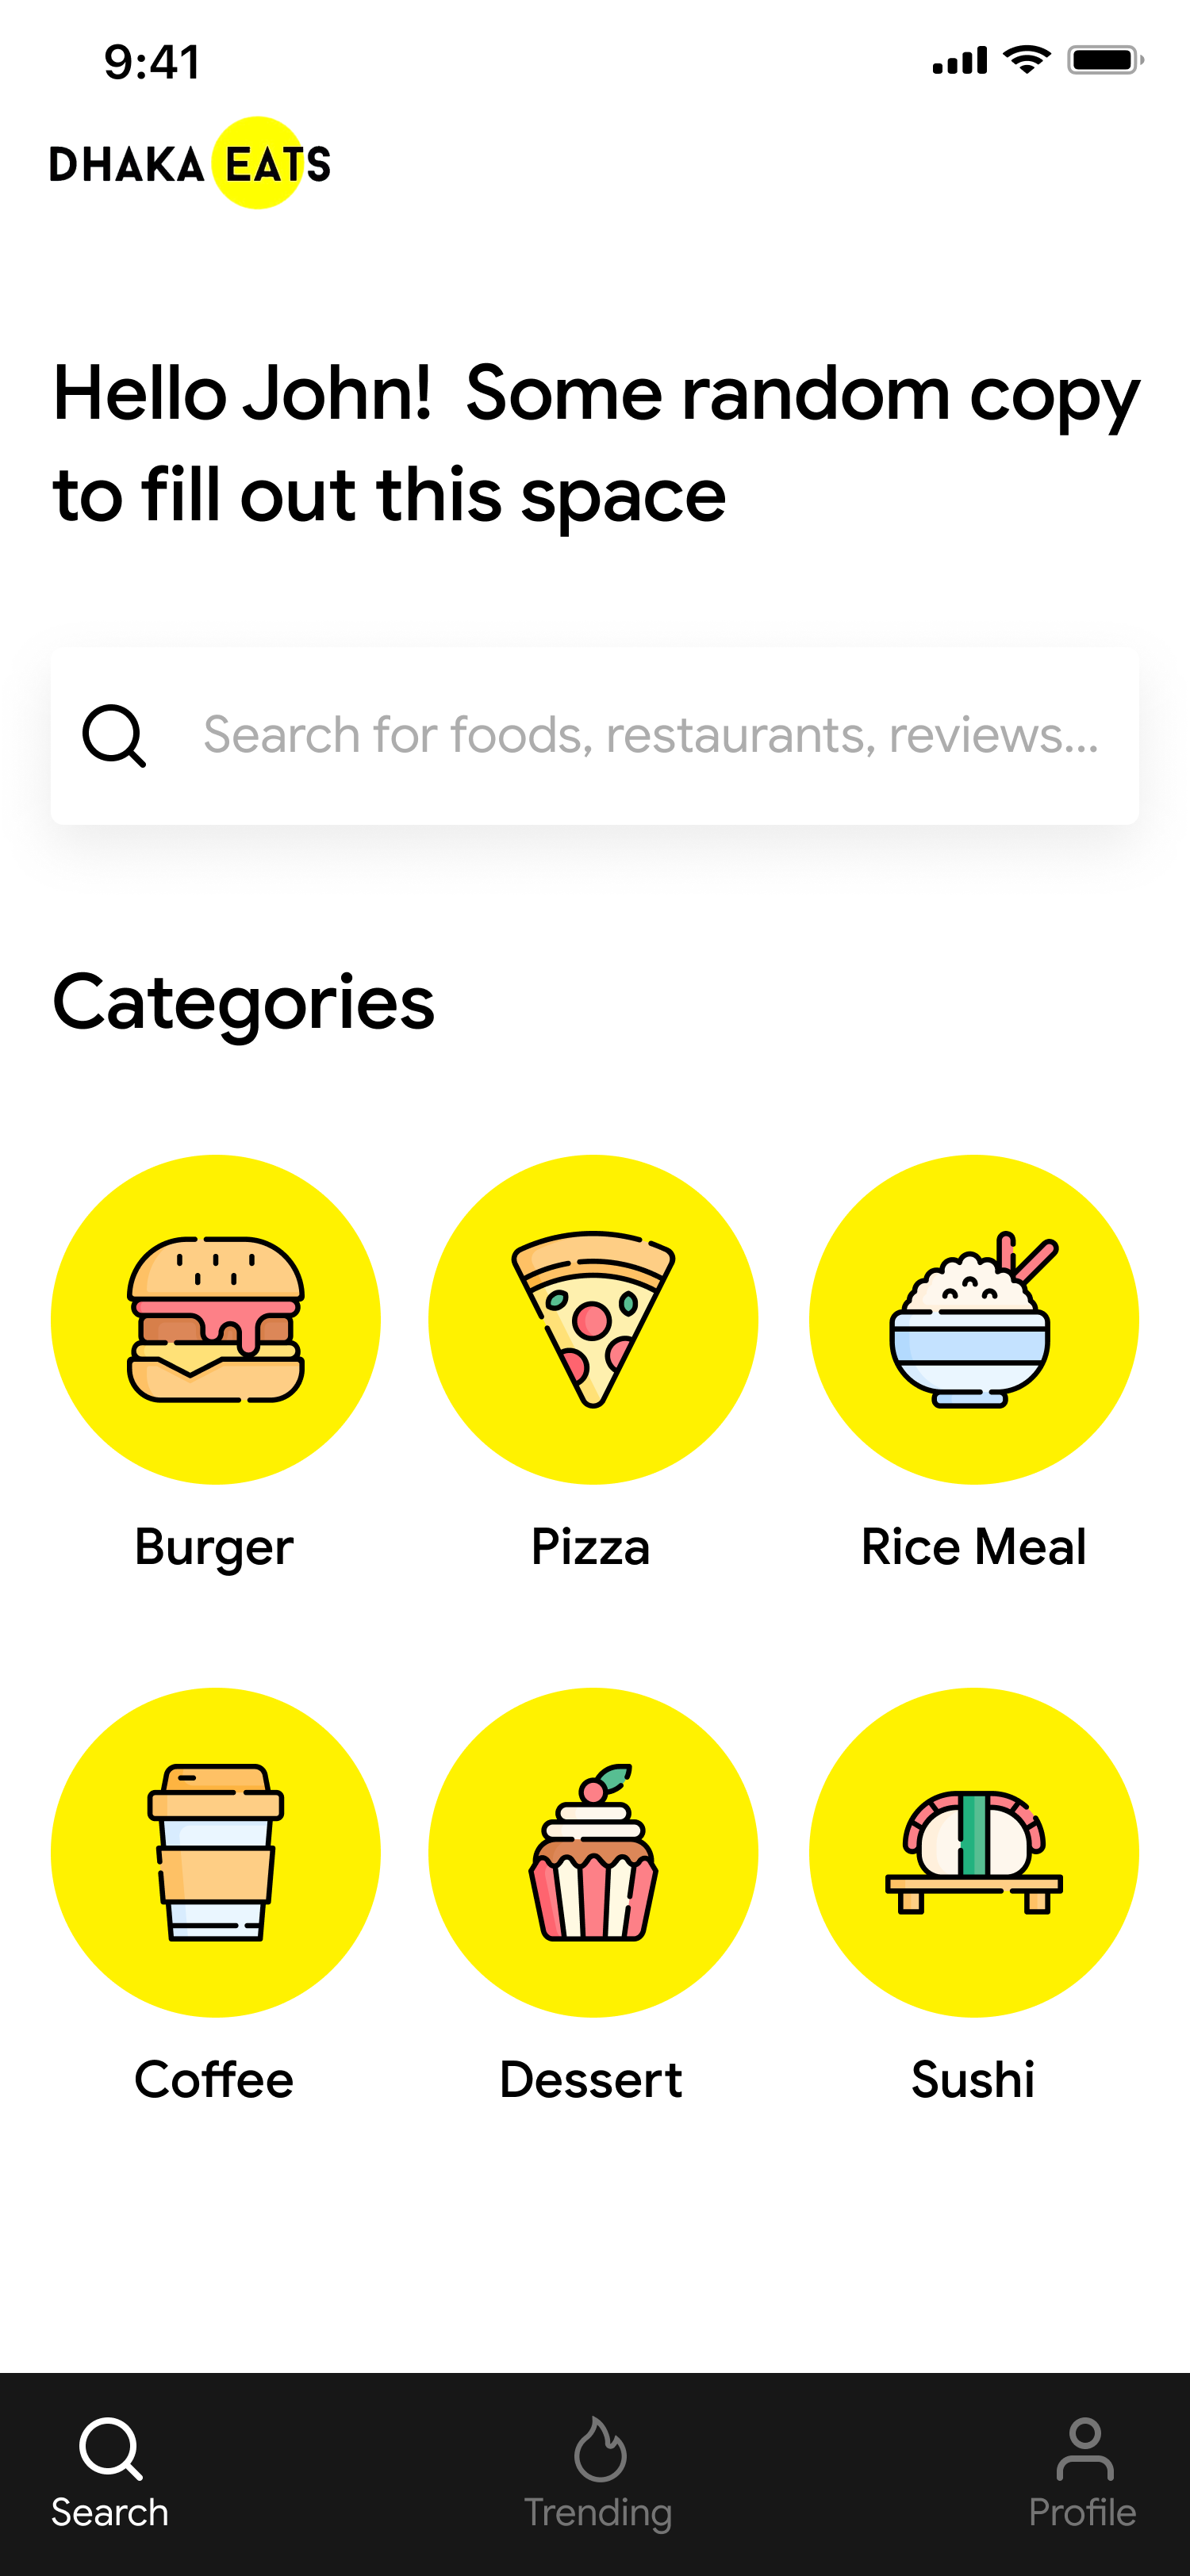 9:41
DHAKA EATS
Hello John!  Some random copy
to fill out this space
Search for foods, restaurants, reviews...
Categories
Burger
Pizza
Rice Meal
Coffee
Dessert
Sushi
Search
Trending
Profile